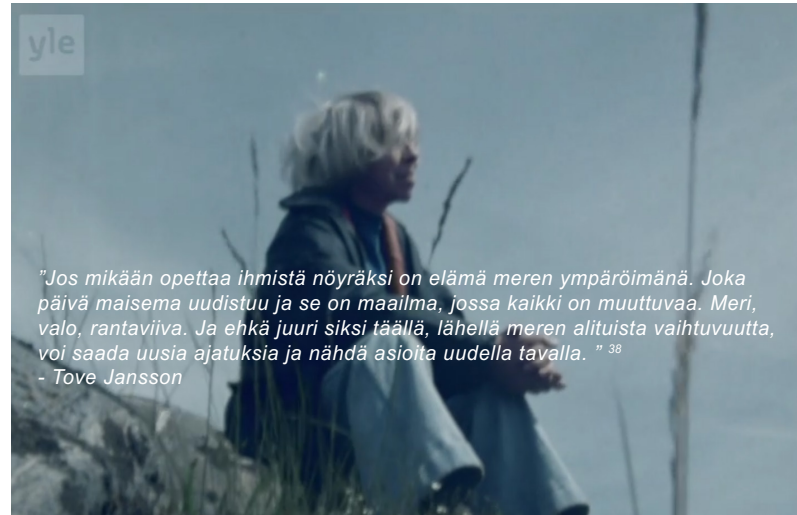 yle
”Jos mikään opettaa ihmistä nöyräksi on elämä meren ympäröimänä. Joka
päivä maisema uudistuu ja se on maailma, jossa kaikki on muuttuvaa. Meri,
valo, rantaviiva. Ja ehkä juuri siksi täällä, lähellä meren alituista vaihtuvuutta,
voi saada uusia ajatuksia ja nähdä asioita uudella tavalla. ” 38
- Tove Jansson